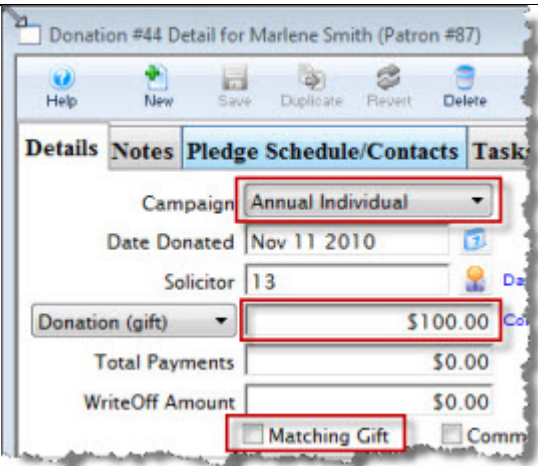 Donation #44 Detail for Marlene Smith (Patron #87)
Help New Save Duplicate Revert Delete
Details Notes Pledge Schedule/Contacts Tasks
Campaign Annual Individual
Date Donated Nov 11 2010
Solicitor 13
Donation (gift) $100.00
Total Payments $0.00
WriteOff Amount $0.00
Matching Gift Comm